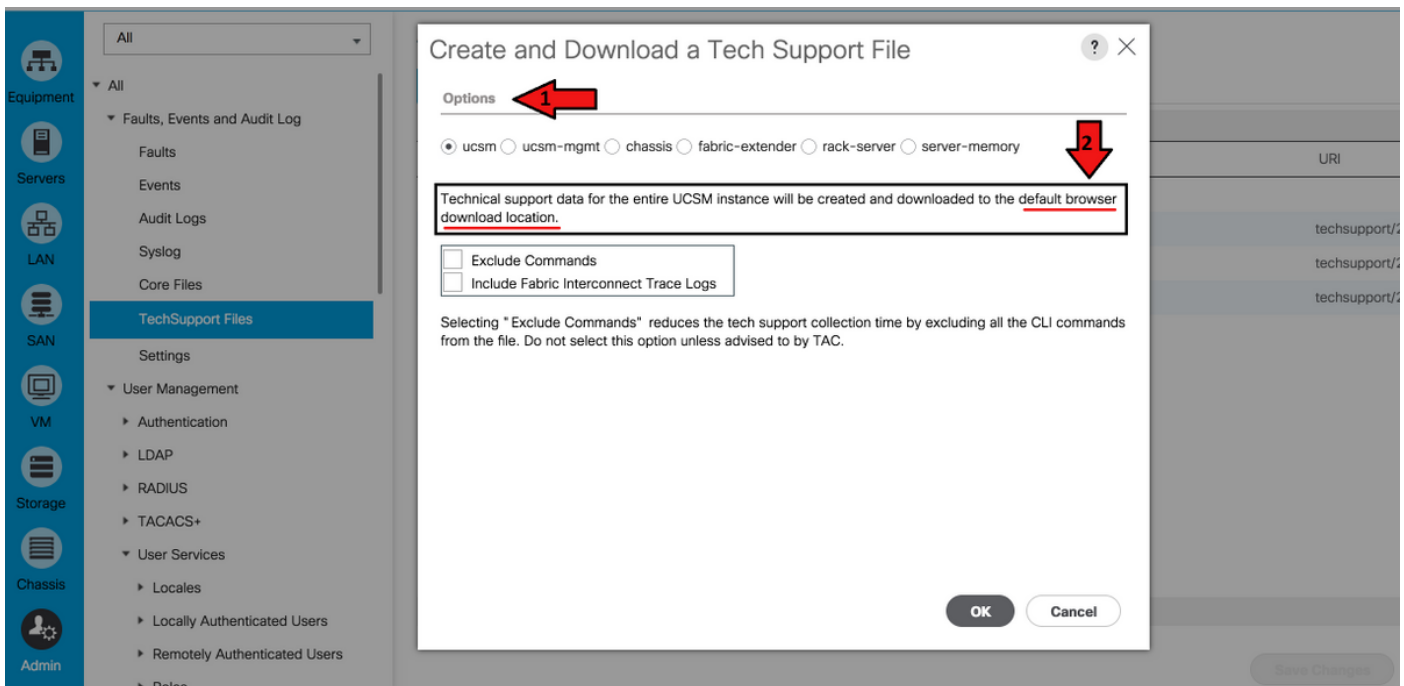 All
Equipment
Servers
LAN
SAN
VM
Storage
Chassis
Admin
All
Faults, Events and Audit Log
Faults
Events
Audit Logs
Syslog
Core Files
TechSupport Files
Settings
User Management
Authentication
LDAP
RADIUS
TACACS+
User Services
Locales
Locally Authenticated Users
Remotely Authenticated Users
Create and Download a Tech Support File
?
Options
1
ucsm ucsm-mgmt chassis fabric-extender rack-server server-memory
2
Technical support data for the entire UCSM instance will be created and downloaded to the default browser
download location.
Exclude Commands
Include Fabric Interconnect Trace Logs
Selecting "Exclude Commands" reduces the tech support collection time by excluding all the CLI commands
from the file. Do not select this option unless advised to by TAC.
OK Cancel
URI
techsupport/2
techsupport/2
techsupport/2
Save Changes